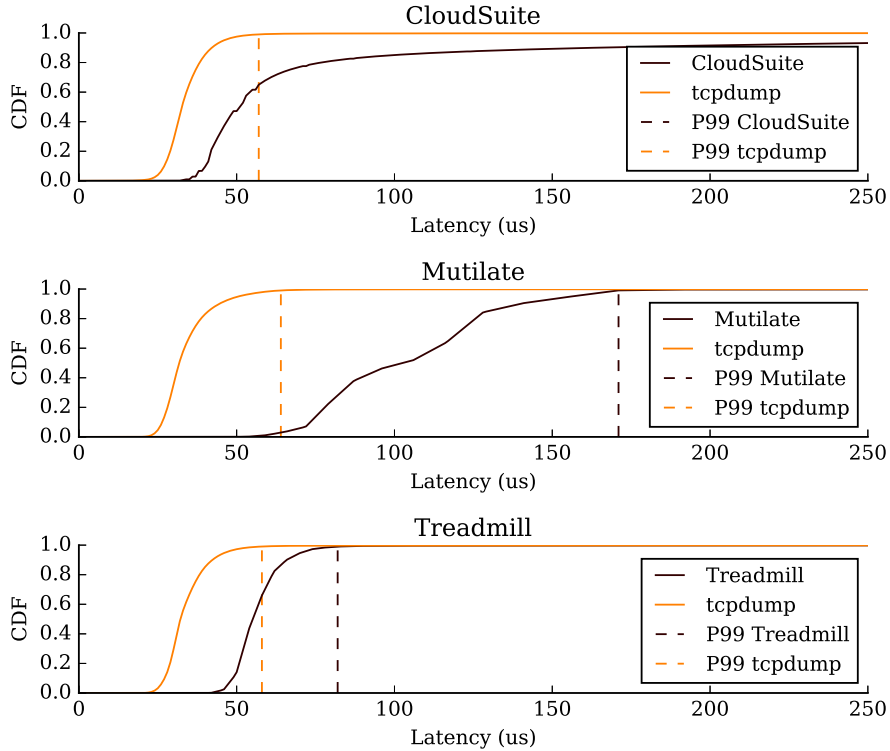 CloudSuite
1.0
0.8
0.6
0.4
0.2
0.0
CDF
CloudSuite
tcpdump
P99 CloudSuite
P99 tcpdump
0 50 100 150 200 250
Latency (us)
Mutilate
1.0
0.8
0.6
0.4
0.2
0.0
CDF
Mutilate
tcpdump
P99 Mutilate
P99 tcpdump
0 50 100 150 200 250
Latency (us)
Treadmill
1.0
0.8
0.6
0.4
0.2
0.0
CDF
Treadmill
tcpdump
P99 Treadmill
P99 tcpdump
0 50 100 150 200 250
Latency (us)